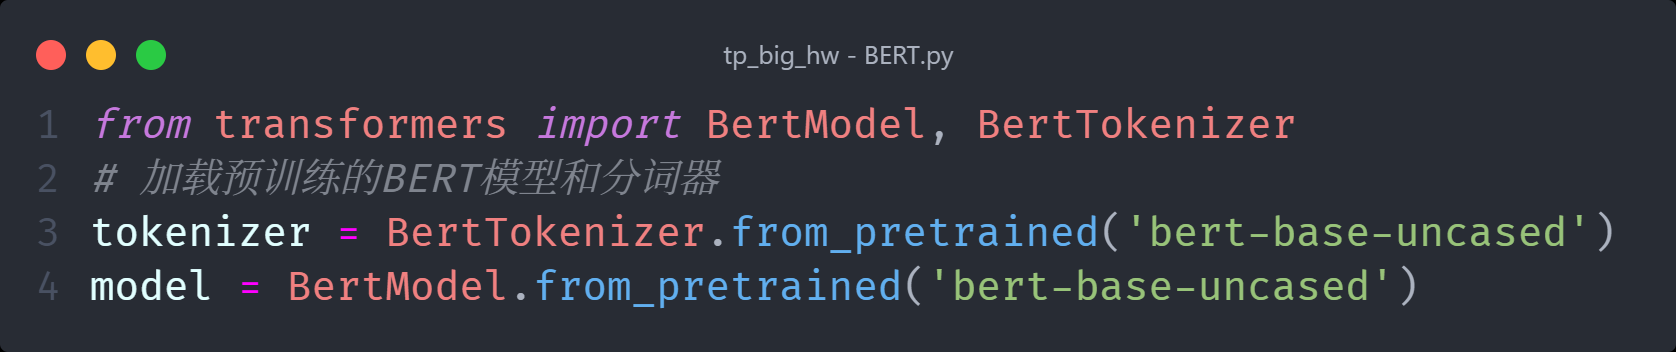 tp_big_hw - BERT.py
1 from transformers import BertModel, BertTokenizer
2 # 加载预训练的BERT模型和分词器
3 tokenizer = BertTokenizer.from_pretrained('bert-base-uncased')
4 model = BertModel.from_pretrained('bert-base-uncased')